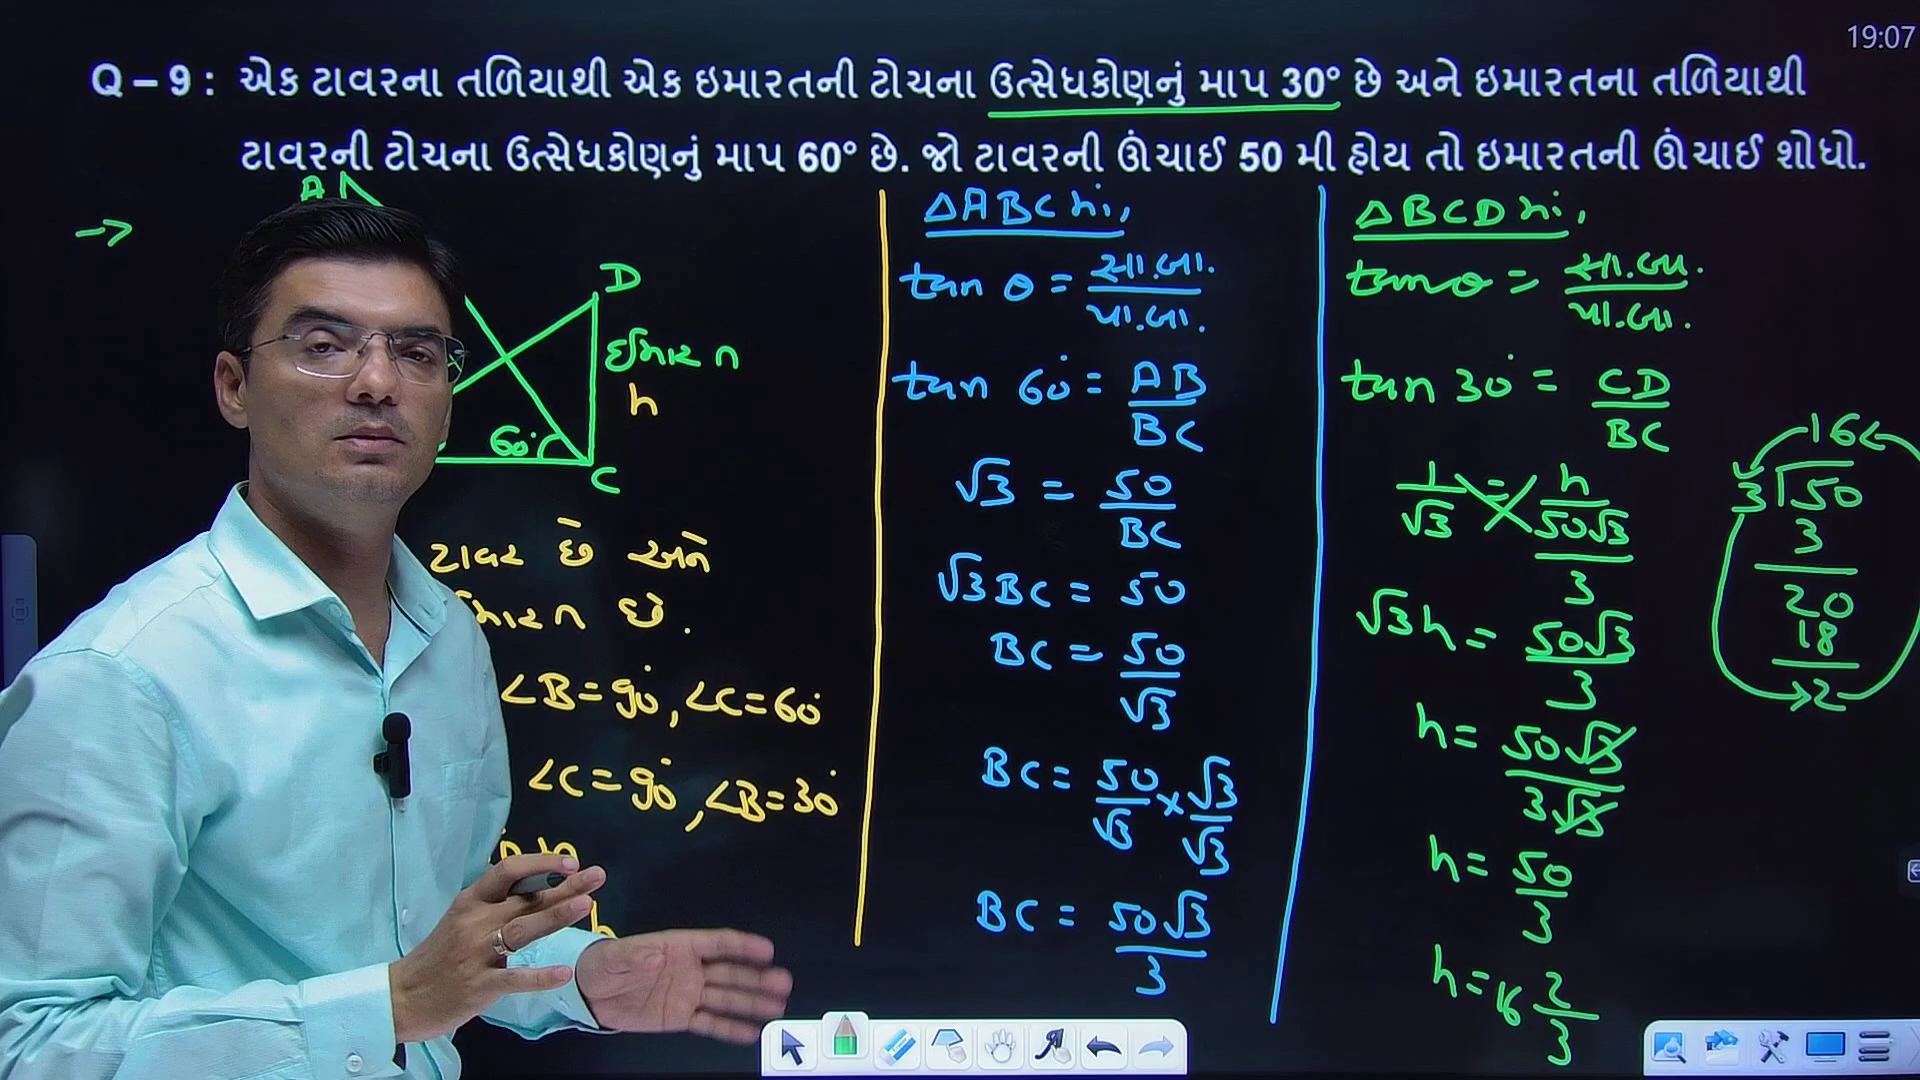 19:07
Q – 9 : એક ટાવરના તળિયાથી એક ઇમારતની ટોચના ઉત્સેધકોણનું માપ 30° છે અને ઇમારતના તળિયાથી
ટાવરની ટોચના ઉત્સેધકોણનું માપ 60° છે. જો ટાવરની ઊંચાઈ 50 મી હોય તો ઇમારતની ઊંચાઈ શોધો.
A
D
ઈમારત
h
60°
C
ટાવર છે અને
ઈમારત છે.
∠B = 90°, ∠C = 60°
∠C = 90°, ∠B = 30°
h
△ABC માં,
tan θ = સા.બા. / પા.બા.
tan 60° = AB / BC
√3 = 50 / BC
√3 BC = 50
BC = 50 / √3
BC = 50 / √3 × √3 / √3
BC = 50√3 / 3
△BCD માં,
tan θ = સા.બા. / પા.બા.
tan 30° = CD / BC
1 / √3 = h / 50√3 / 3
√3 h = 50√3 / 3
h = 50√3 / 3√3
h = 50 / 3
h = 16 2/3
16
3 √50
3
20
18
2